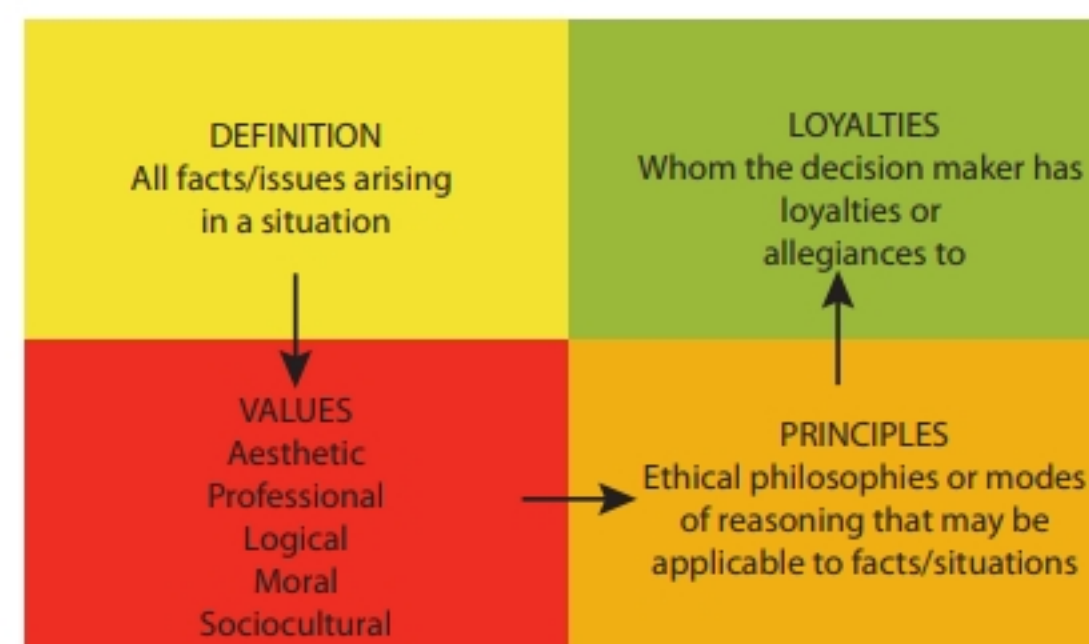 DEFINITION
All facts/issues arising
in a situation
LOYALTIES
Whom the decision maker has
loyalties or
allegiances to
VALUES
Aesthetic
Professional
Logical
Moral
Sociocultural
PRINCIPLES
Ethical philosophies or modes
of reasoning that may be
applicable to facts/situations